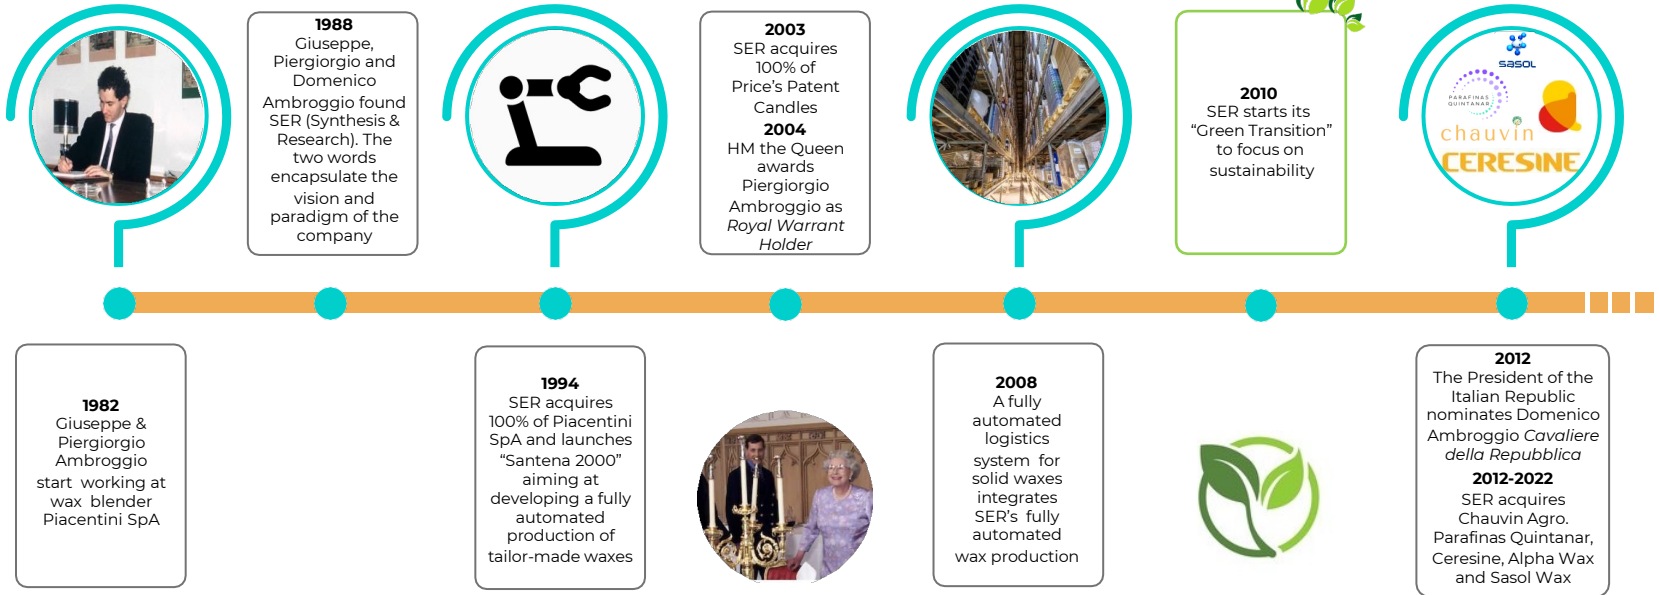 1988
Giuseppe,
Piergiorgio and
Domenico
Ambroggio found
SER (Synthesis &
Research). The
two words
encapsulate the
vision and
paradigm of the
company
2003
SER acquires
100% of
Price’s Patent
Candles
2004
HM the Queen
awards
Piergiorgio
Ambroggio as
Royal Warrant
Holder
2010
SER starts its
“Green Transition”
to focus on
sustainability
sasol
PARAFINAS
QUINTANAR
chauvin
CERESINE
1982
Giuseppe &
Piergiorgio
Ambroggio
start working at
wax blender
Piacentini SpA
1994
SER acquires
100% of Piacentini
SpA and launches
“Santena 2000”
aiming at
developing a fully
automated
production of
tailor-made waxes
2008
A fully
automated
logistics
system for
solid waxes
integrates
SER’s fully
automated
wax production
2012
The President of the
Italian Republic
nominates Domenico
Ambroggio Cavaliere
della Repubblica
2012-2022
SER acquires
Chauvin Agro.
Parafinas Quintanar,
Ceresine, Alpha Wax
and Sasol Wax